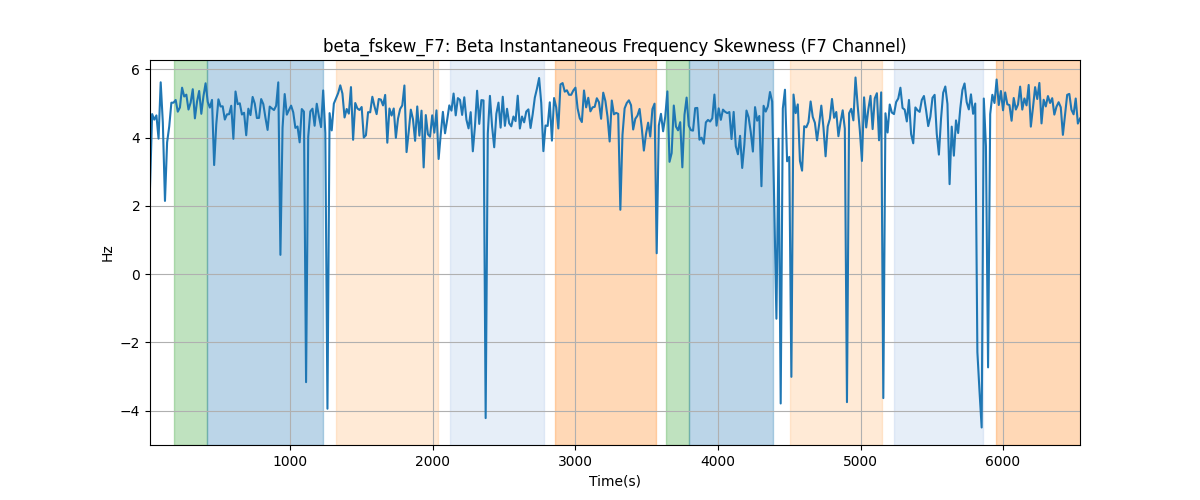 beta_fskew_F7: Beta Instantaneous Frequency Skewness (F7 Channel)
6
4
2
0
−2
−4
Hz
1000 2000 3000 4000 5000 6000
Time(s)